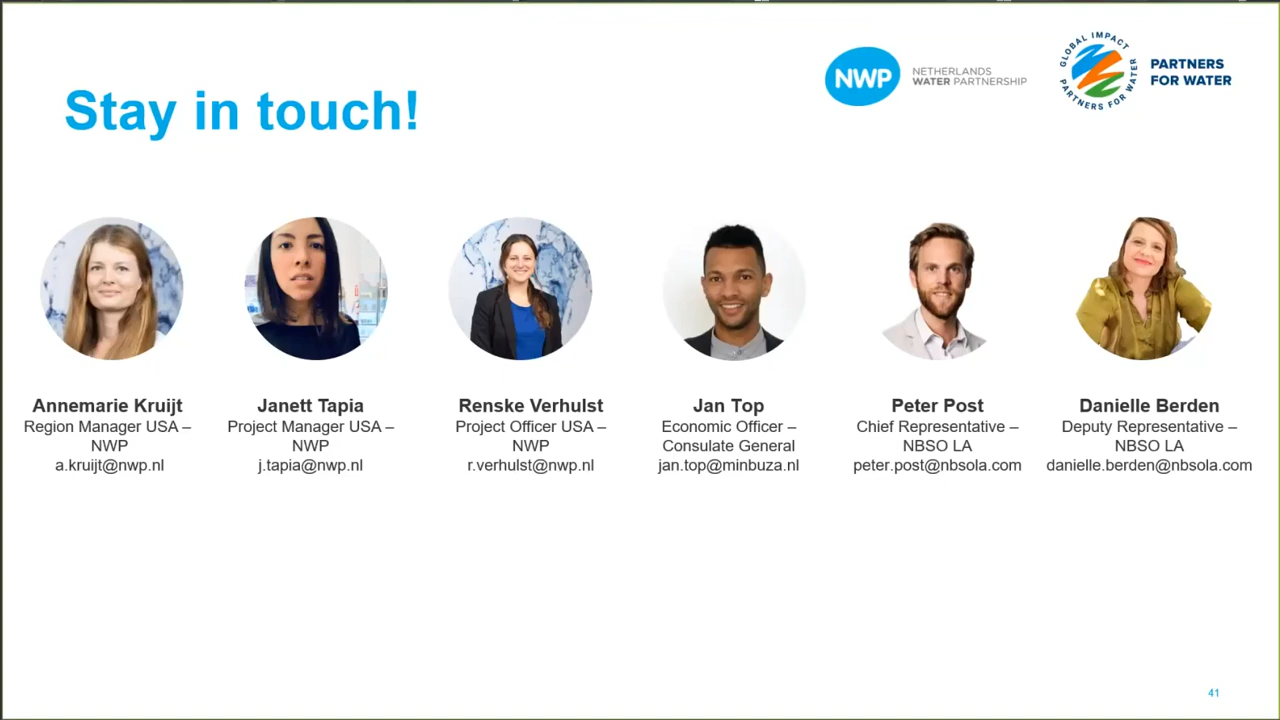 Stay in touch!
NWP
NETHERLANDS
WATER PARTNERSHIP
GLOBAL IMPACT
PARTNERS FOR WATER
PARTNERS
FOR WATER
Annemarie Kruijt
Region Manager USA –
NWP
a.kruijt@nwp.nl
Janett Tapia
Project Manager USA –
NWP
j.tapia@nwp.nl
Renske Verhulst
Project Officer USA –
NWP
r.verhulst@nwp.nl
Jan Top
Economic Officer –
Consulate General
jan.top@minbuza.nl
Peter Post
Chief Representative –
NBSO LA
peter.post@nbsola.com
Danielle Berden
Deputy Representative –
NBSO LA
danielle.berden@nbsola.com
41